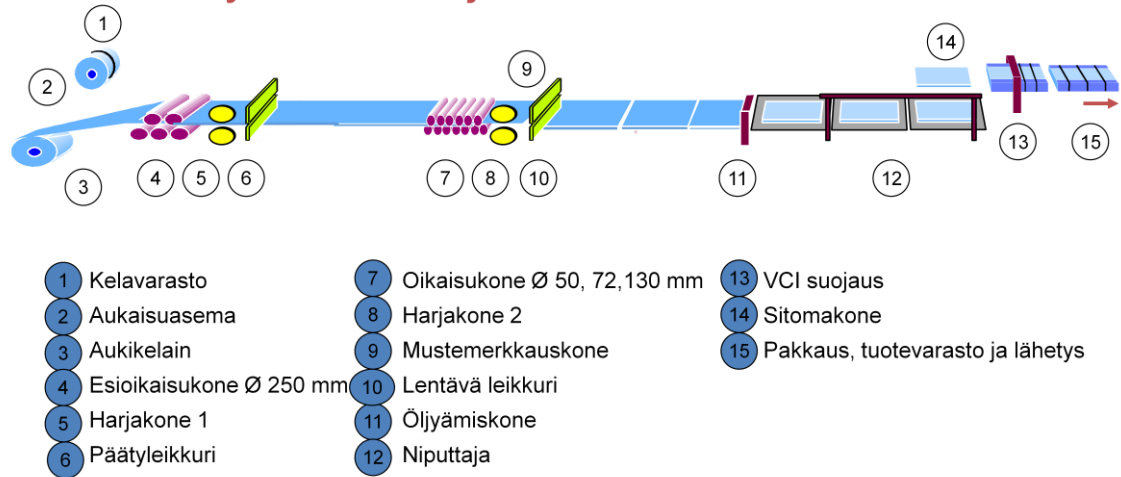 1
14
9
2
3
4
5
6
7
8
10
11
12
13
15
1 Kelavarasto
2 Aukaisuasema
3 Aukikelain
4 Esioikaisukone Ø 250 mm
5 Harjakone 1
6 Päätyleikkuri
7 Oikaisukone Ø 50, 72,130 mm
8 Harjakone 2
9 Mustemerkkauskone
10 Lentävä leikkuri
11 Öljyämiskone
12 Niputtaja
13 VCI suojaus
14 Sitomakone
15 Pakkaus, tuotevarasto ja lähetys